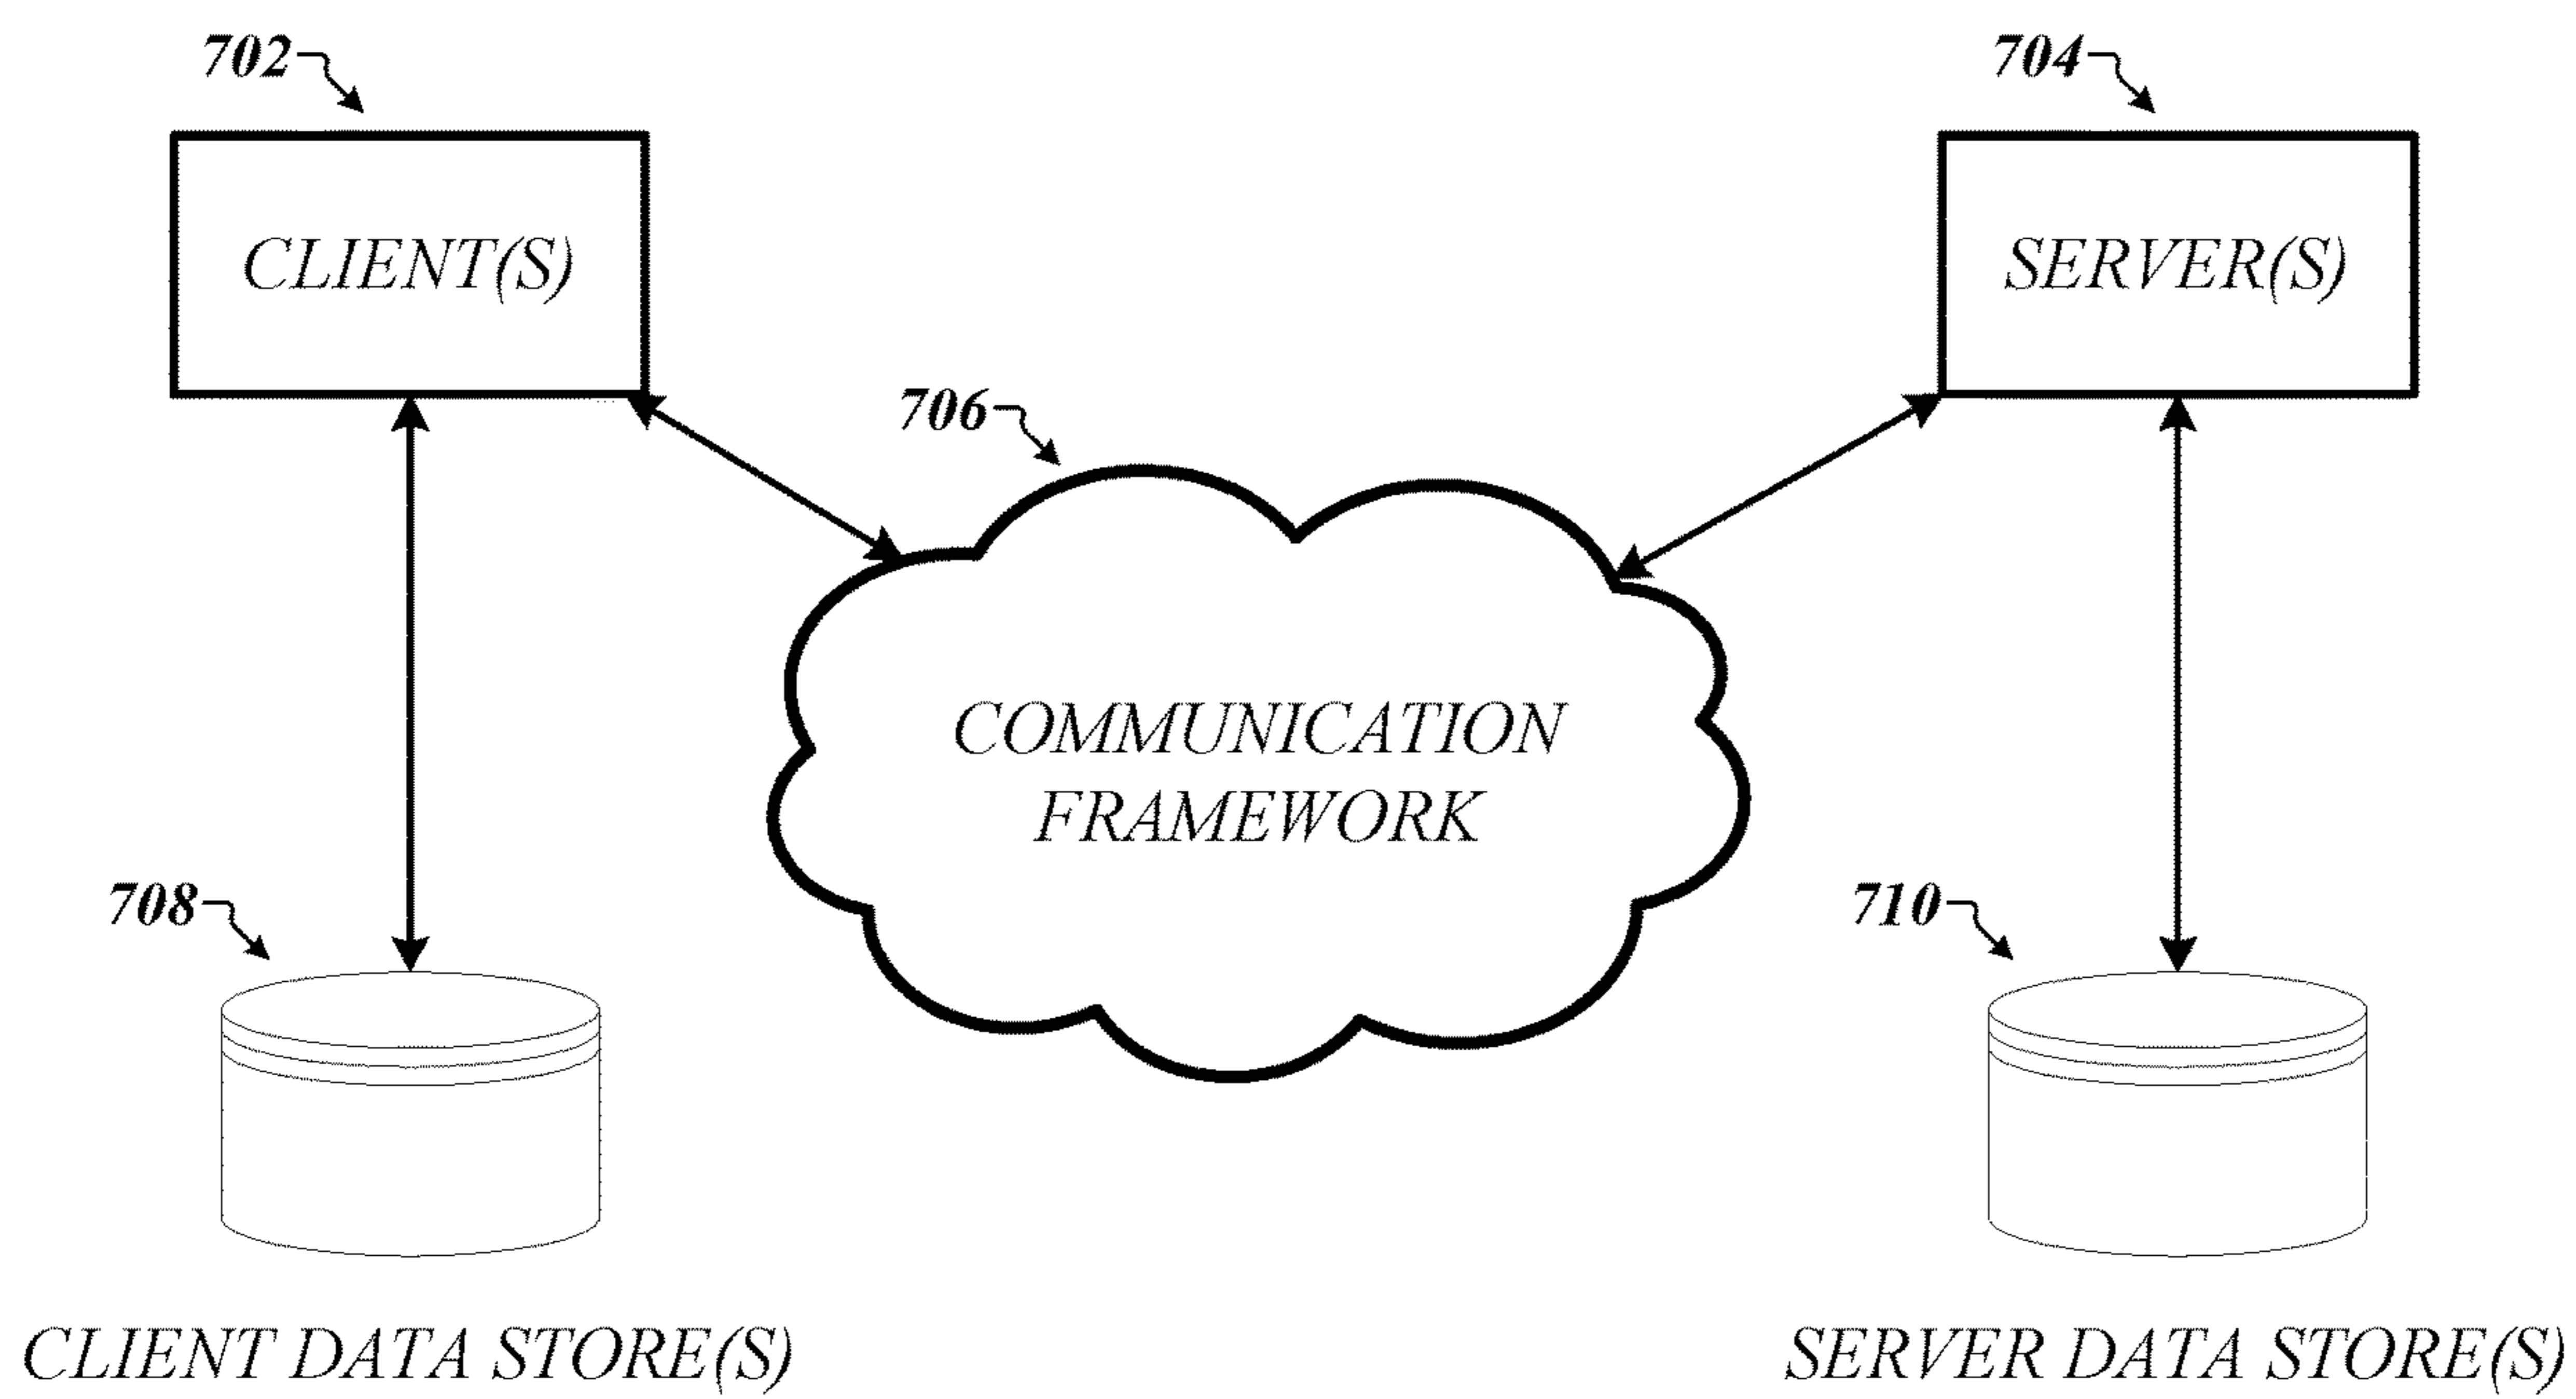 702
704
CLIENT(S)
SERVER(S)
706
COMMUNICATION
FRAMEWORK
708
710
CLIENT DATA STORE(S)
SERVER DATA STORE(S)